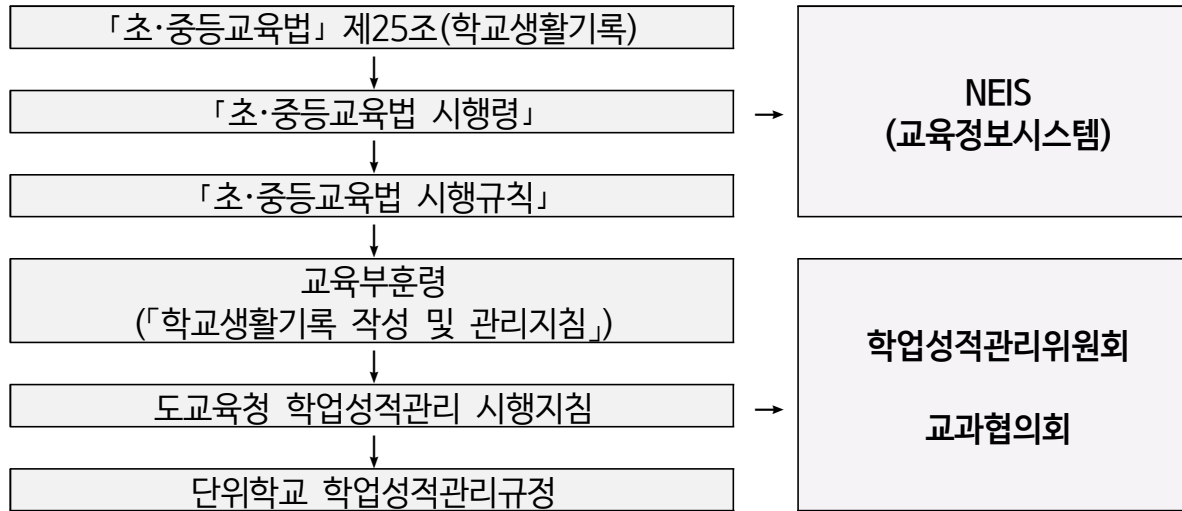 「초·중등교육법」 제25조(학교생활기록)
「초·중등교육법 시행령」
「초·중등교육법 시행규칙」
교육부훈령
(「학교생활기록 작성 및 관리지침」)
도교육청 학업성적관리 시행지침
단위학교 학업성적관리규정
NEIS
(교육정보시스템)
학업성적관리위원회
교과협의회